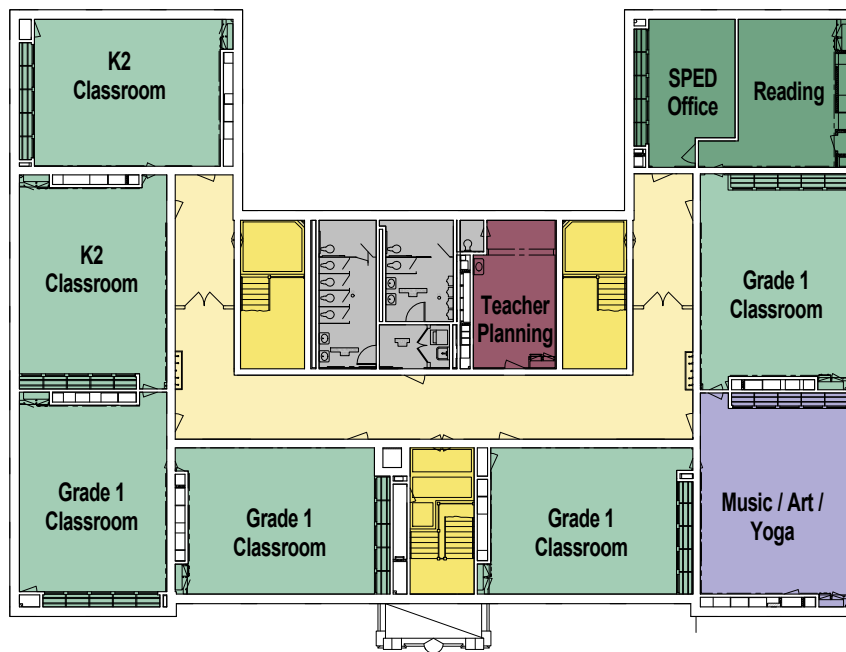 K2
Classroom
SPED
Office
Reading
K2
Classroom
Teacher
Planning
Grade 1
Classroom
Grade 1
Classroom
Grade 1
Classroom
Grade 1
Classroom
Music / Art /
Yoga